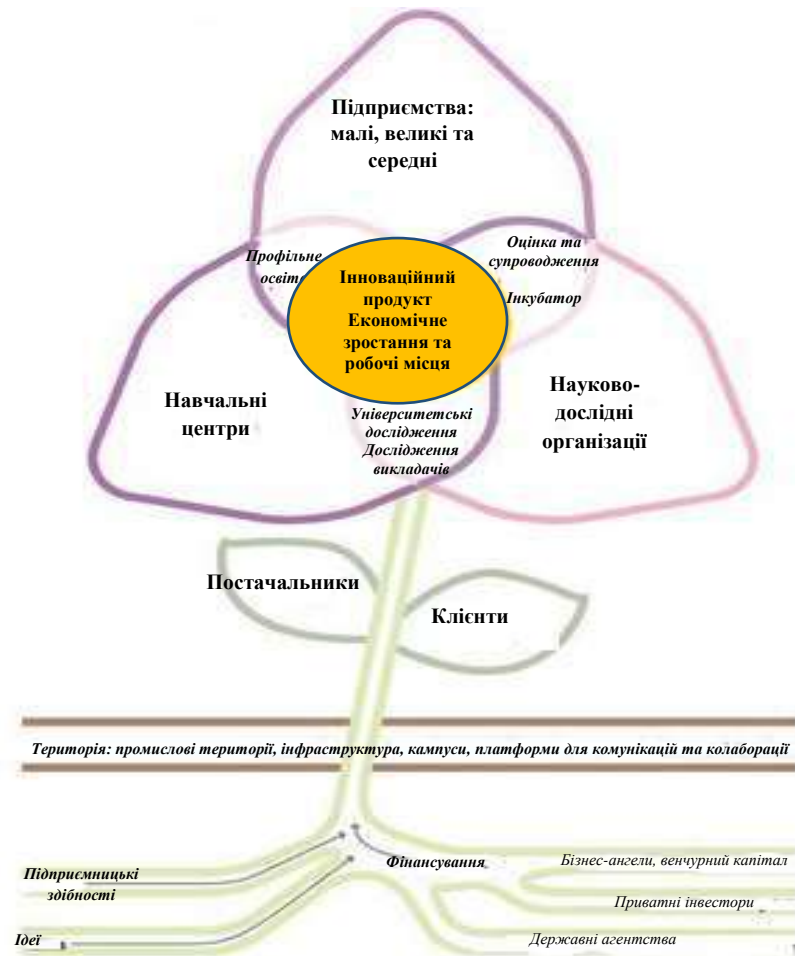 Підприємства:
малі, великі та
середні
Профільне
освіта
Оцінка та
супроводження
Інкубатор
Інноваційний
продукт
Економічне
зростання та
робочі місця
Навчальні
центри
Науково-
дослідні
організації
Університетські
дослідження
Дослідження
викладачів
Постачальники
Клієнти
Територія: промислові території, інфраструктура, кампуси, платформи для комунікацій та колаборації
Підприємницькі
здібності
Фінансування
Бізнес-ангели, венчурний капітал
Приватні інвестори
Ідеї
Державні агентства